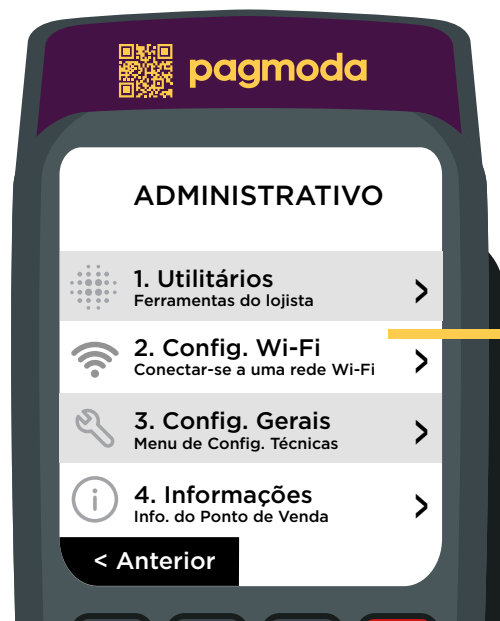 pagmoda
ADMINISTRATIVO
1. Utilitários
Ferramentas do lojista
>
2. Config. Wi-Fi
Conectar-se a uma rede Wi-Fi
>
3. Config. Gerais
Menu de Config. Técnicas
>
4. Informações
Info. do Ponto de Venda
>
< Anterior